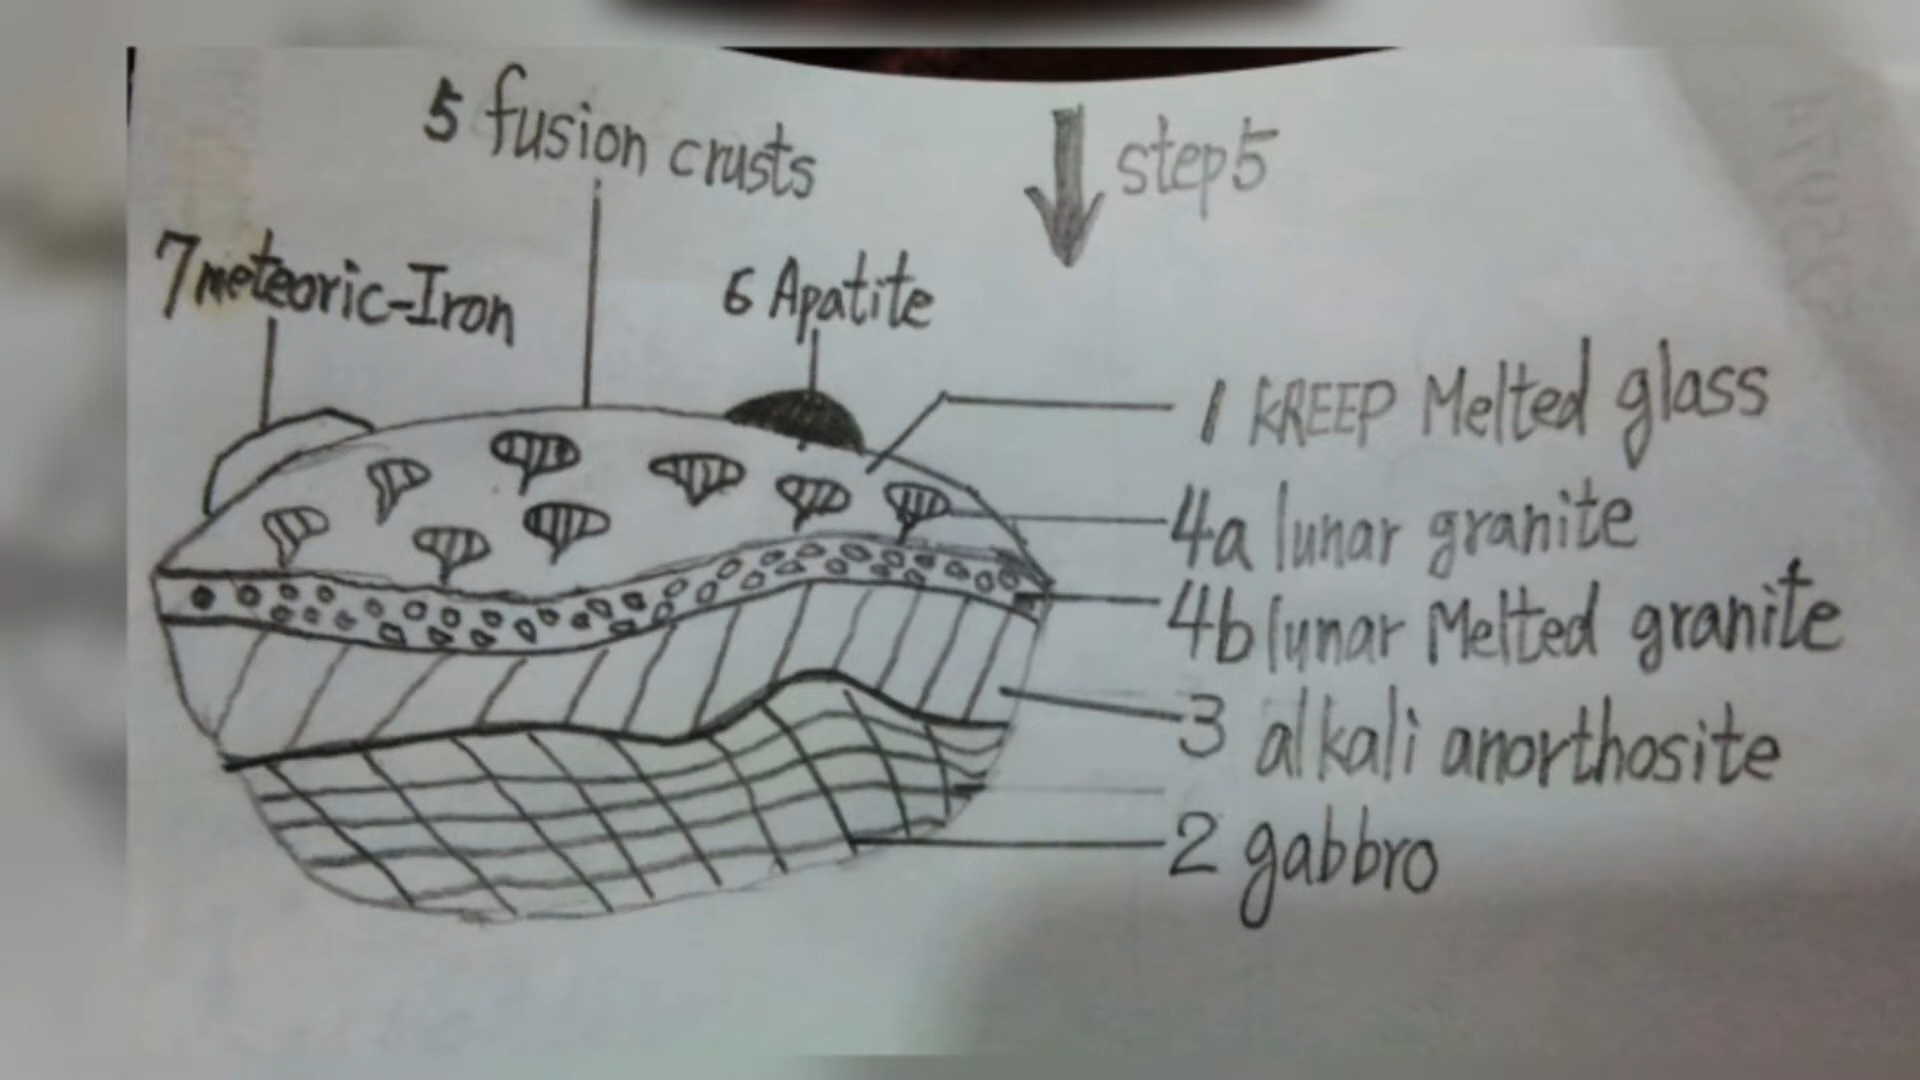 5 fusion crusts
step5
7 meteoric-Iron
6 Apatite
1 KREEP Melted glass
4a lunar granite
4b lunar Melted granite
3 alkali anorthosite
2 gabbro